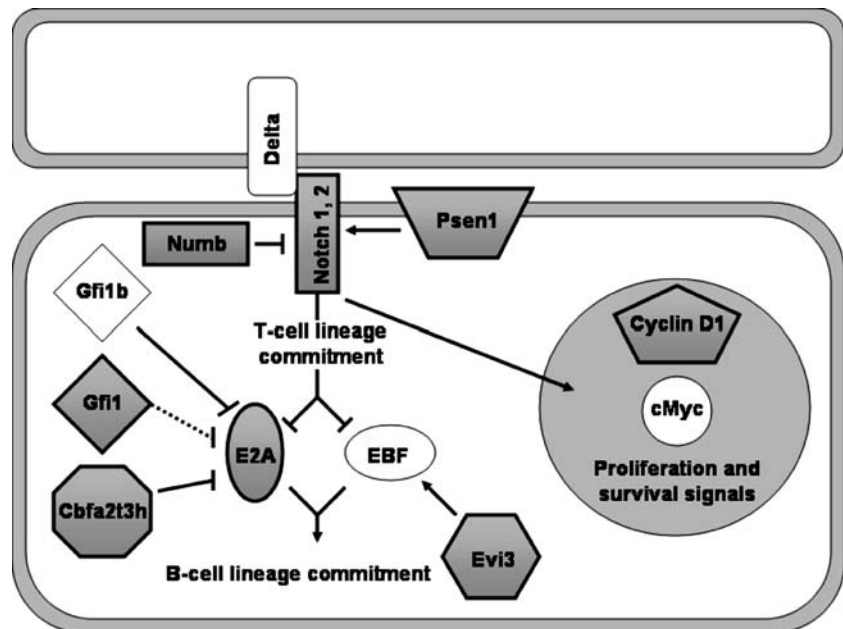 Delta
Notch 1, 2
Psen1
Numb
Gfi1b
T-cell lineage
commitment
Cyclin D1
Gfi1
cMyc
E2A
EBF
Proliferation and
survival signals
Cbfa2t3h
Evi3
B-cell lineage commitment